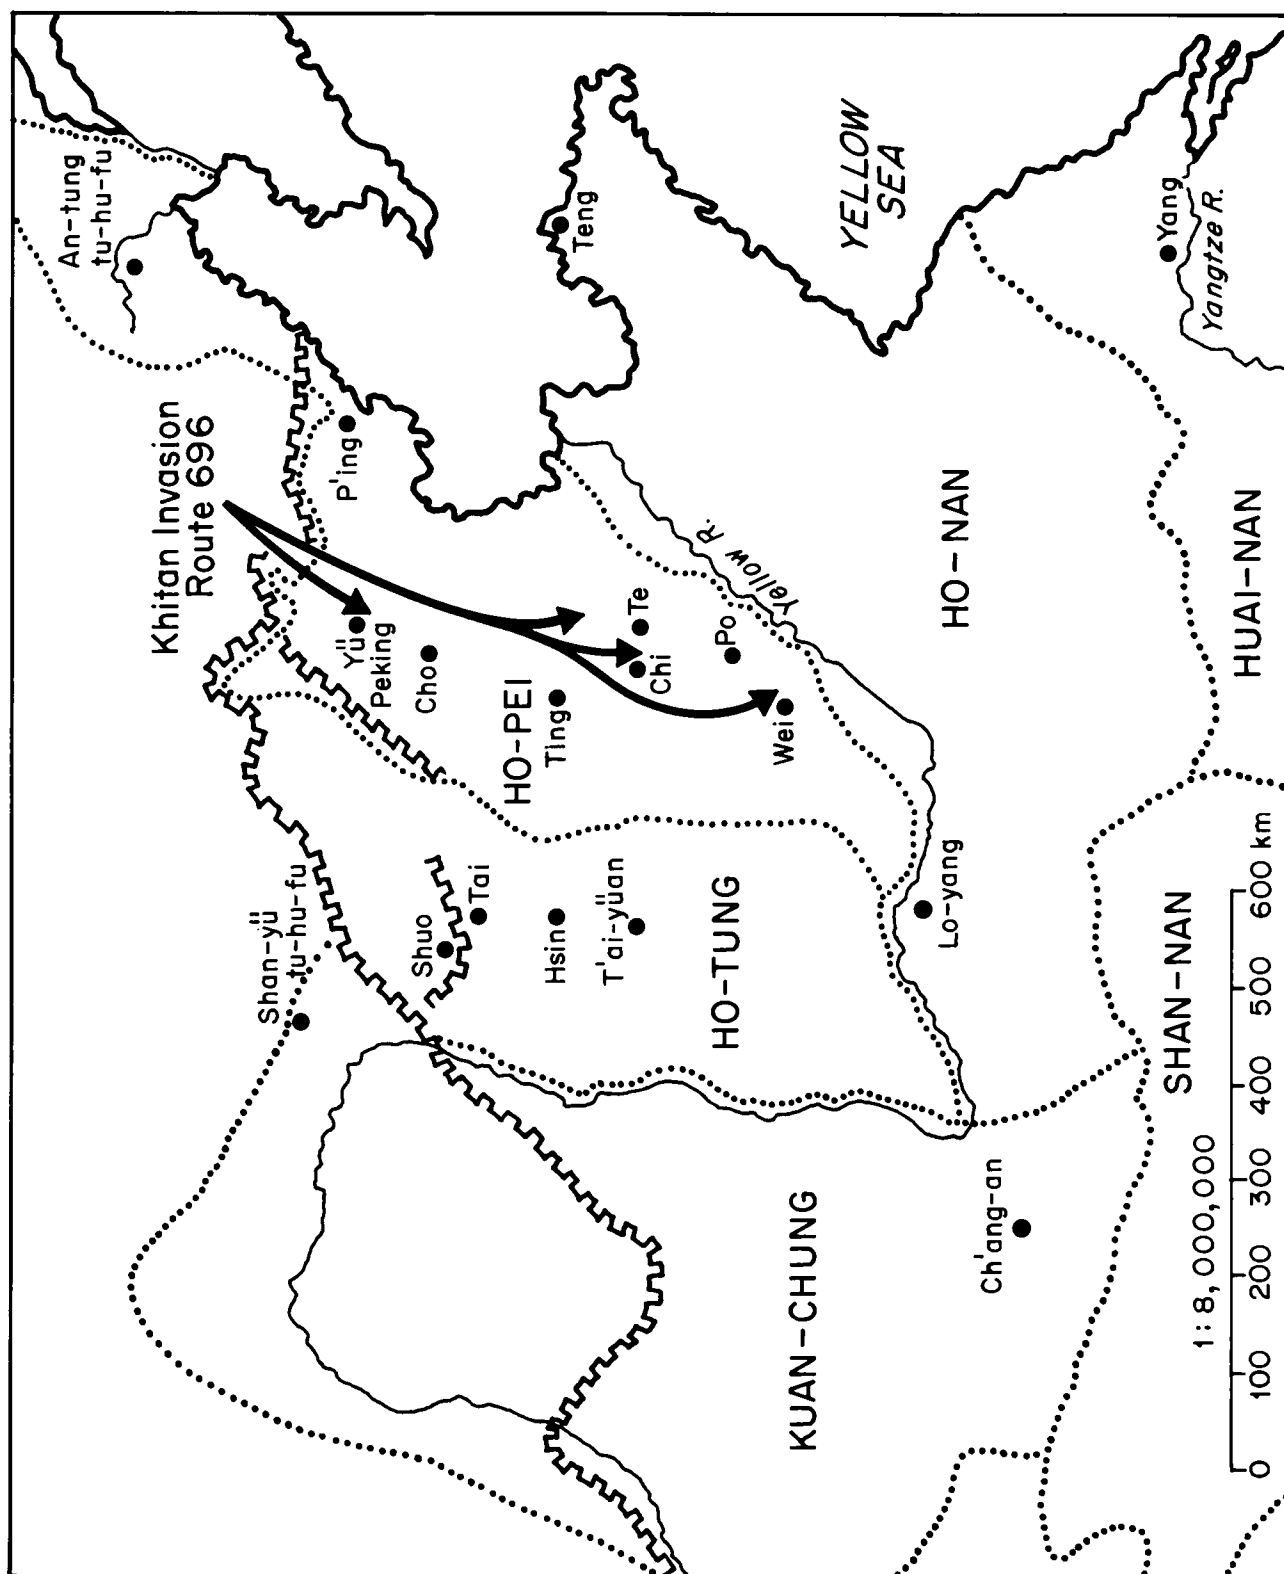 Khitan Invasion
Route 696
An-tung
tu-hu-fu
Shan-yü
tu-hu-fu
P'ing
Yü
Peking
Cho
Shuo
Tai
HO-PEI
Ting
Hsin
Teng
T'ai-yüan
Chi
Te
HO-TUNG
Po
Yellow R.
Wei
YELLOW
SEA
KUAN-CHUNG
Lo-yang
HO-NAN
Ch'ang-an
Yang
Yangtze R.
SHAN-NAN
HUAI-NAN
1:8,000,000
0 100 200 300 400 500 600 km